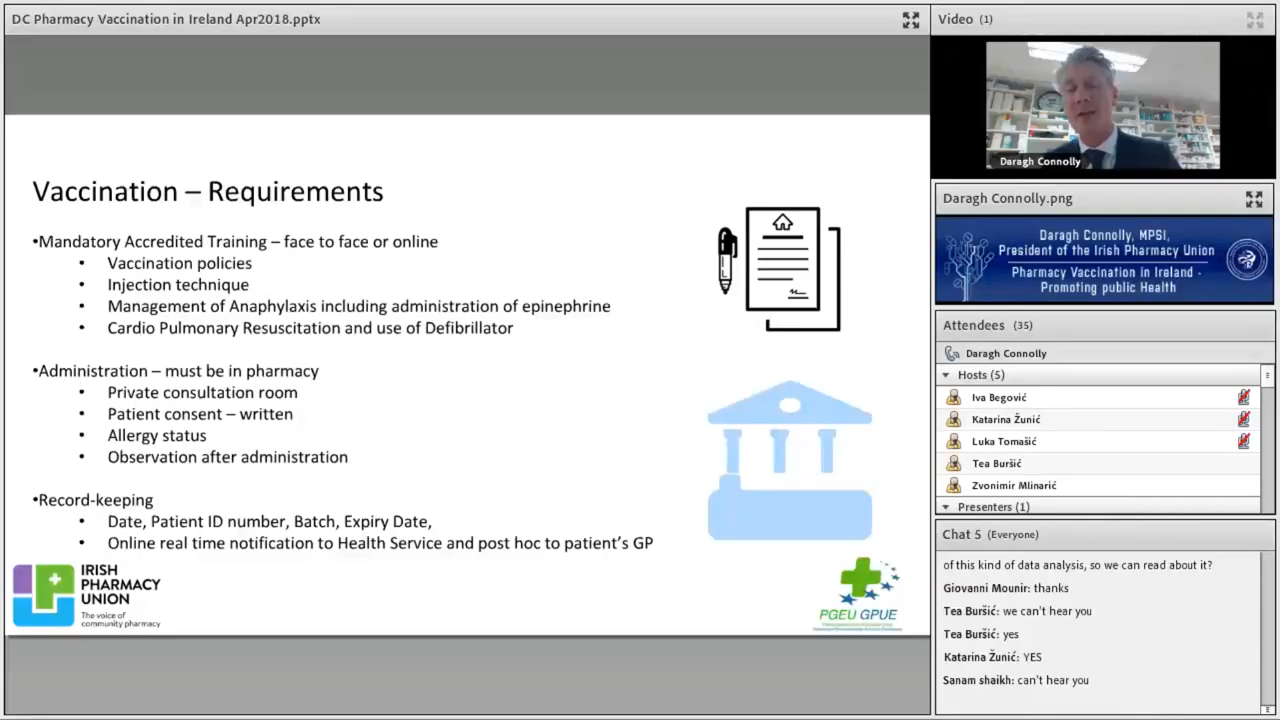 DC Pharmacy Vaccination in Ireland Apr2018.pptx
Vaccination – Requirements
•Mandatory Accredited Training – face to face or online
• Vaccination policies
• Injection technique
• Management of Anaphylaxis including administration of epinephrine
• Cardio Pulmonary Resuscitation and use of Defibrillator
•Administration – must be in pharmacy
• Private consultation room
• Patient consent – written
• Allergy status
• Observation after administration
•Record-keeping
• Date, Patient ID number, Batch, Expiry Date,
• Online real time notification to Health Service and post hoc to patient's GP
IRISH
PHARMACY
UNION
The voice of
community pharmacy
PGEU GPUE
Video (1)
Daragh Connolly
Daragh Connolly.png
Daragh Connolly, MPSI,
President of the Irish Pharmacy Union
Pharmacy Vaccination in Ireland -
Promoting public Health
Attendees (35)
Daragh Connolly
Hosts (5)
Iva Begović
Katarina Žunić
Luka Tomašić
Tea Buršić
Zvonimir Mlinarić
Presenters (1)
Chat 5 (Everyone)
of this kind of data analysis, so we can read about it?
Giovanni Mounir: thanks
Tea Buršić: we can't hear you
Tea Buršić: yes
Katarina Žunić: YES
Sanam shaikh: can't hear you